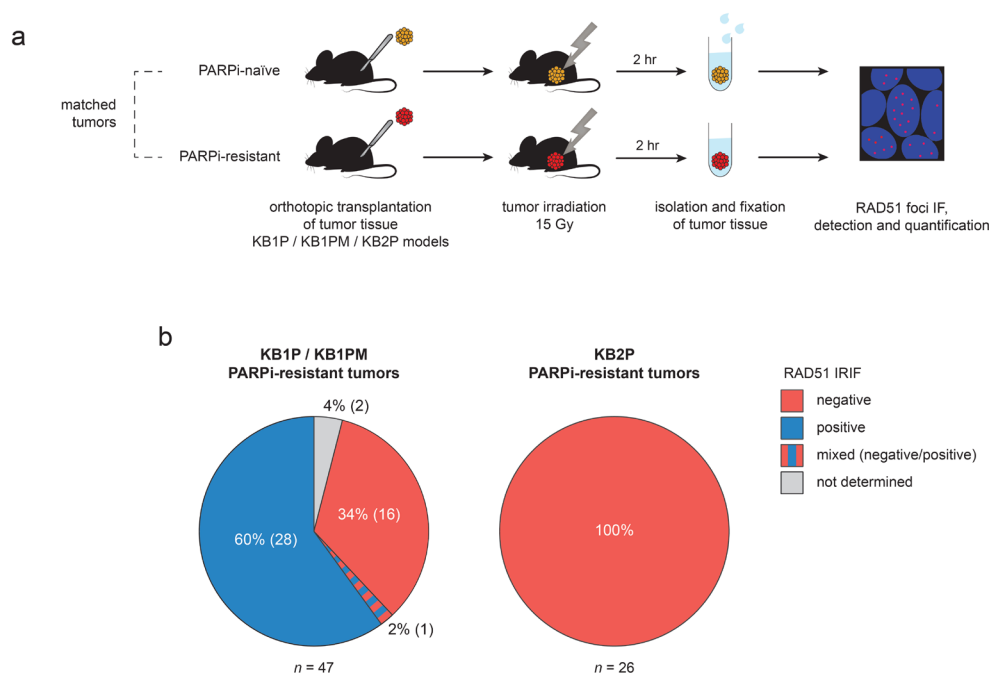 a
matched
tumors
PARPi-naïve
PARPi-resistant
2 hr
2 hr
orthotopic transplantation
of tumor tissue
KB1P / KB1PM / KB2P models
tumor irradiation
15 Gy
isolation and fixation
of tumor tissue
RAD51 foci IF,
detection and quantification
b
KB1P / KB1PM
PARPi-resistant tumors
4% (2)
34% (16)
60% (28)
2% (1)
n = 47
KB2P
PARPi-resistant tumors
100%
n = 26
RAD51 IRIF
negative
positive
mixed (negative/positive)
not determined